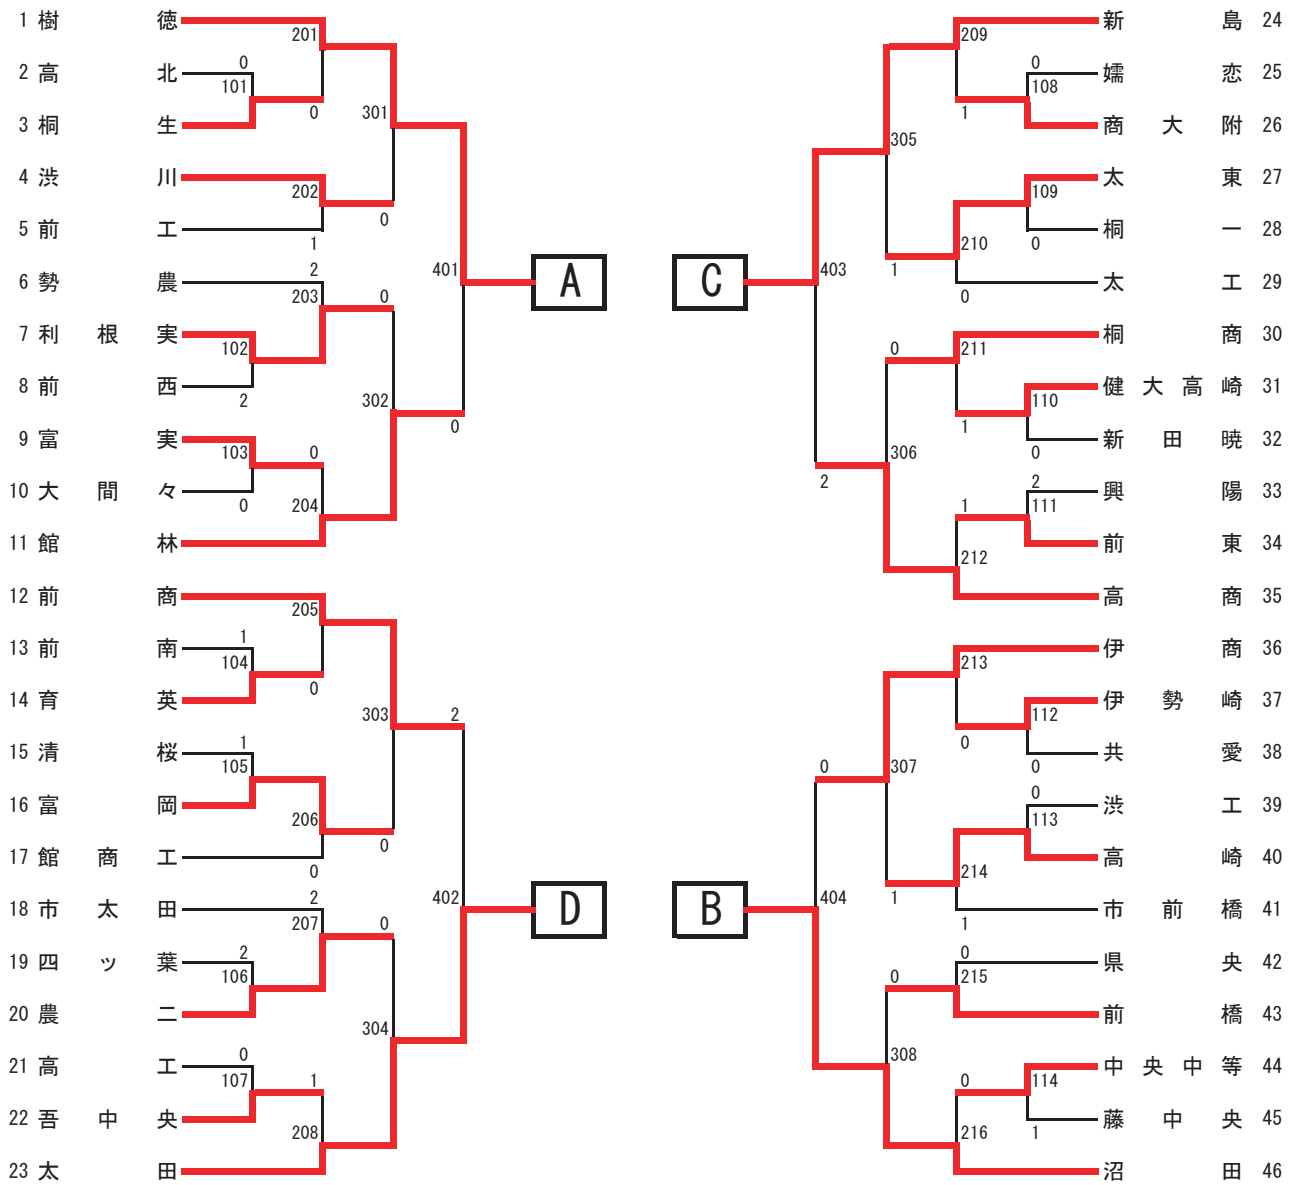 1 樹徳
201
2 高北
0
101
3 桐生
0
301
4 渋川
202
0
5 前工
1
6 勢農
2
203
0
401
A
7 利根実
102
8 前西
2
302
9 富実
103
0
0
10 大間々
0
204
11 館林
12 前商
205
13 前南
1
104
14 育英
0
303
2
15 清桜
1
105
16 富岡
206
0
17 館商工
0
18 市太田
2
207
0
402
D
19 四ッ葉
2
106
20 農二
304
21 高工
0
107
1
22 吾中央
208
23 太田
新島 24
209
嬬恋 25
0
108
商大附 26
1
305
太東 27
109
桐一 28
0
210
1
403
C
太工 29
0
桐商 30
211
0
健大高崎 31
110
1
新田暁 32
0
306
2
興陽 33
2
111
1
前東 34
212
高商 35
伊商 36
213
伊勢崎 37
112
0
共愛 38
0
307
0
渋工 39
0
113
高崎 40
214
1
404
B
市前橋 41
1
県央 42
0
215
0
前橋 43
308
中央中等 44
114
0
藤中央 45
1
216
沼田 46